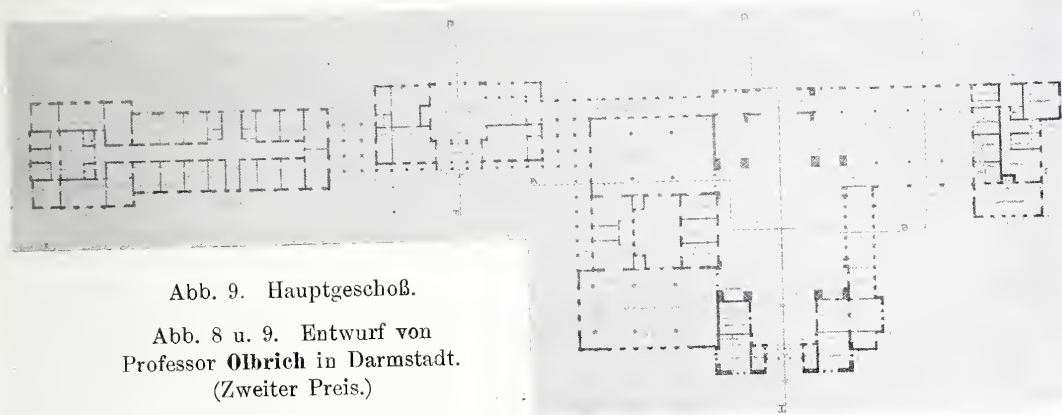 Abb. 9. Hauptgeschoß.
Abb. 8 u. 9. Entwurf von
Professor Olbrich in Darmstadt.
(Zweiter Preis.)